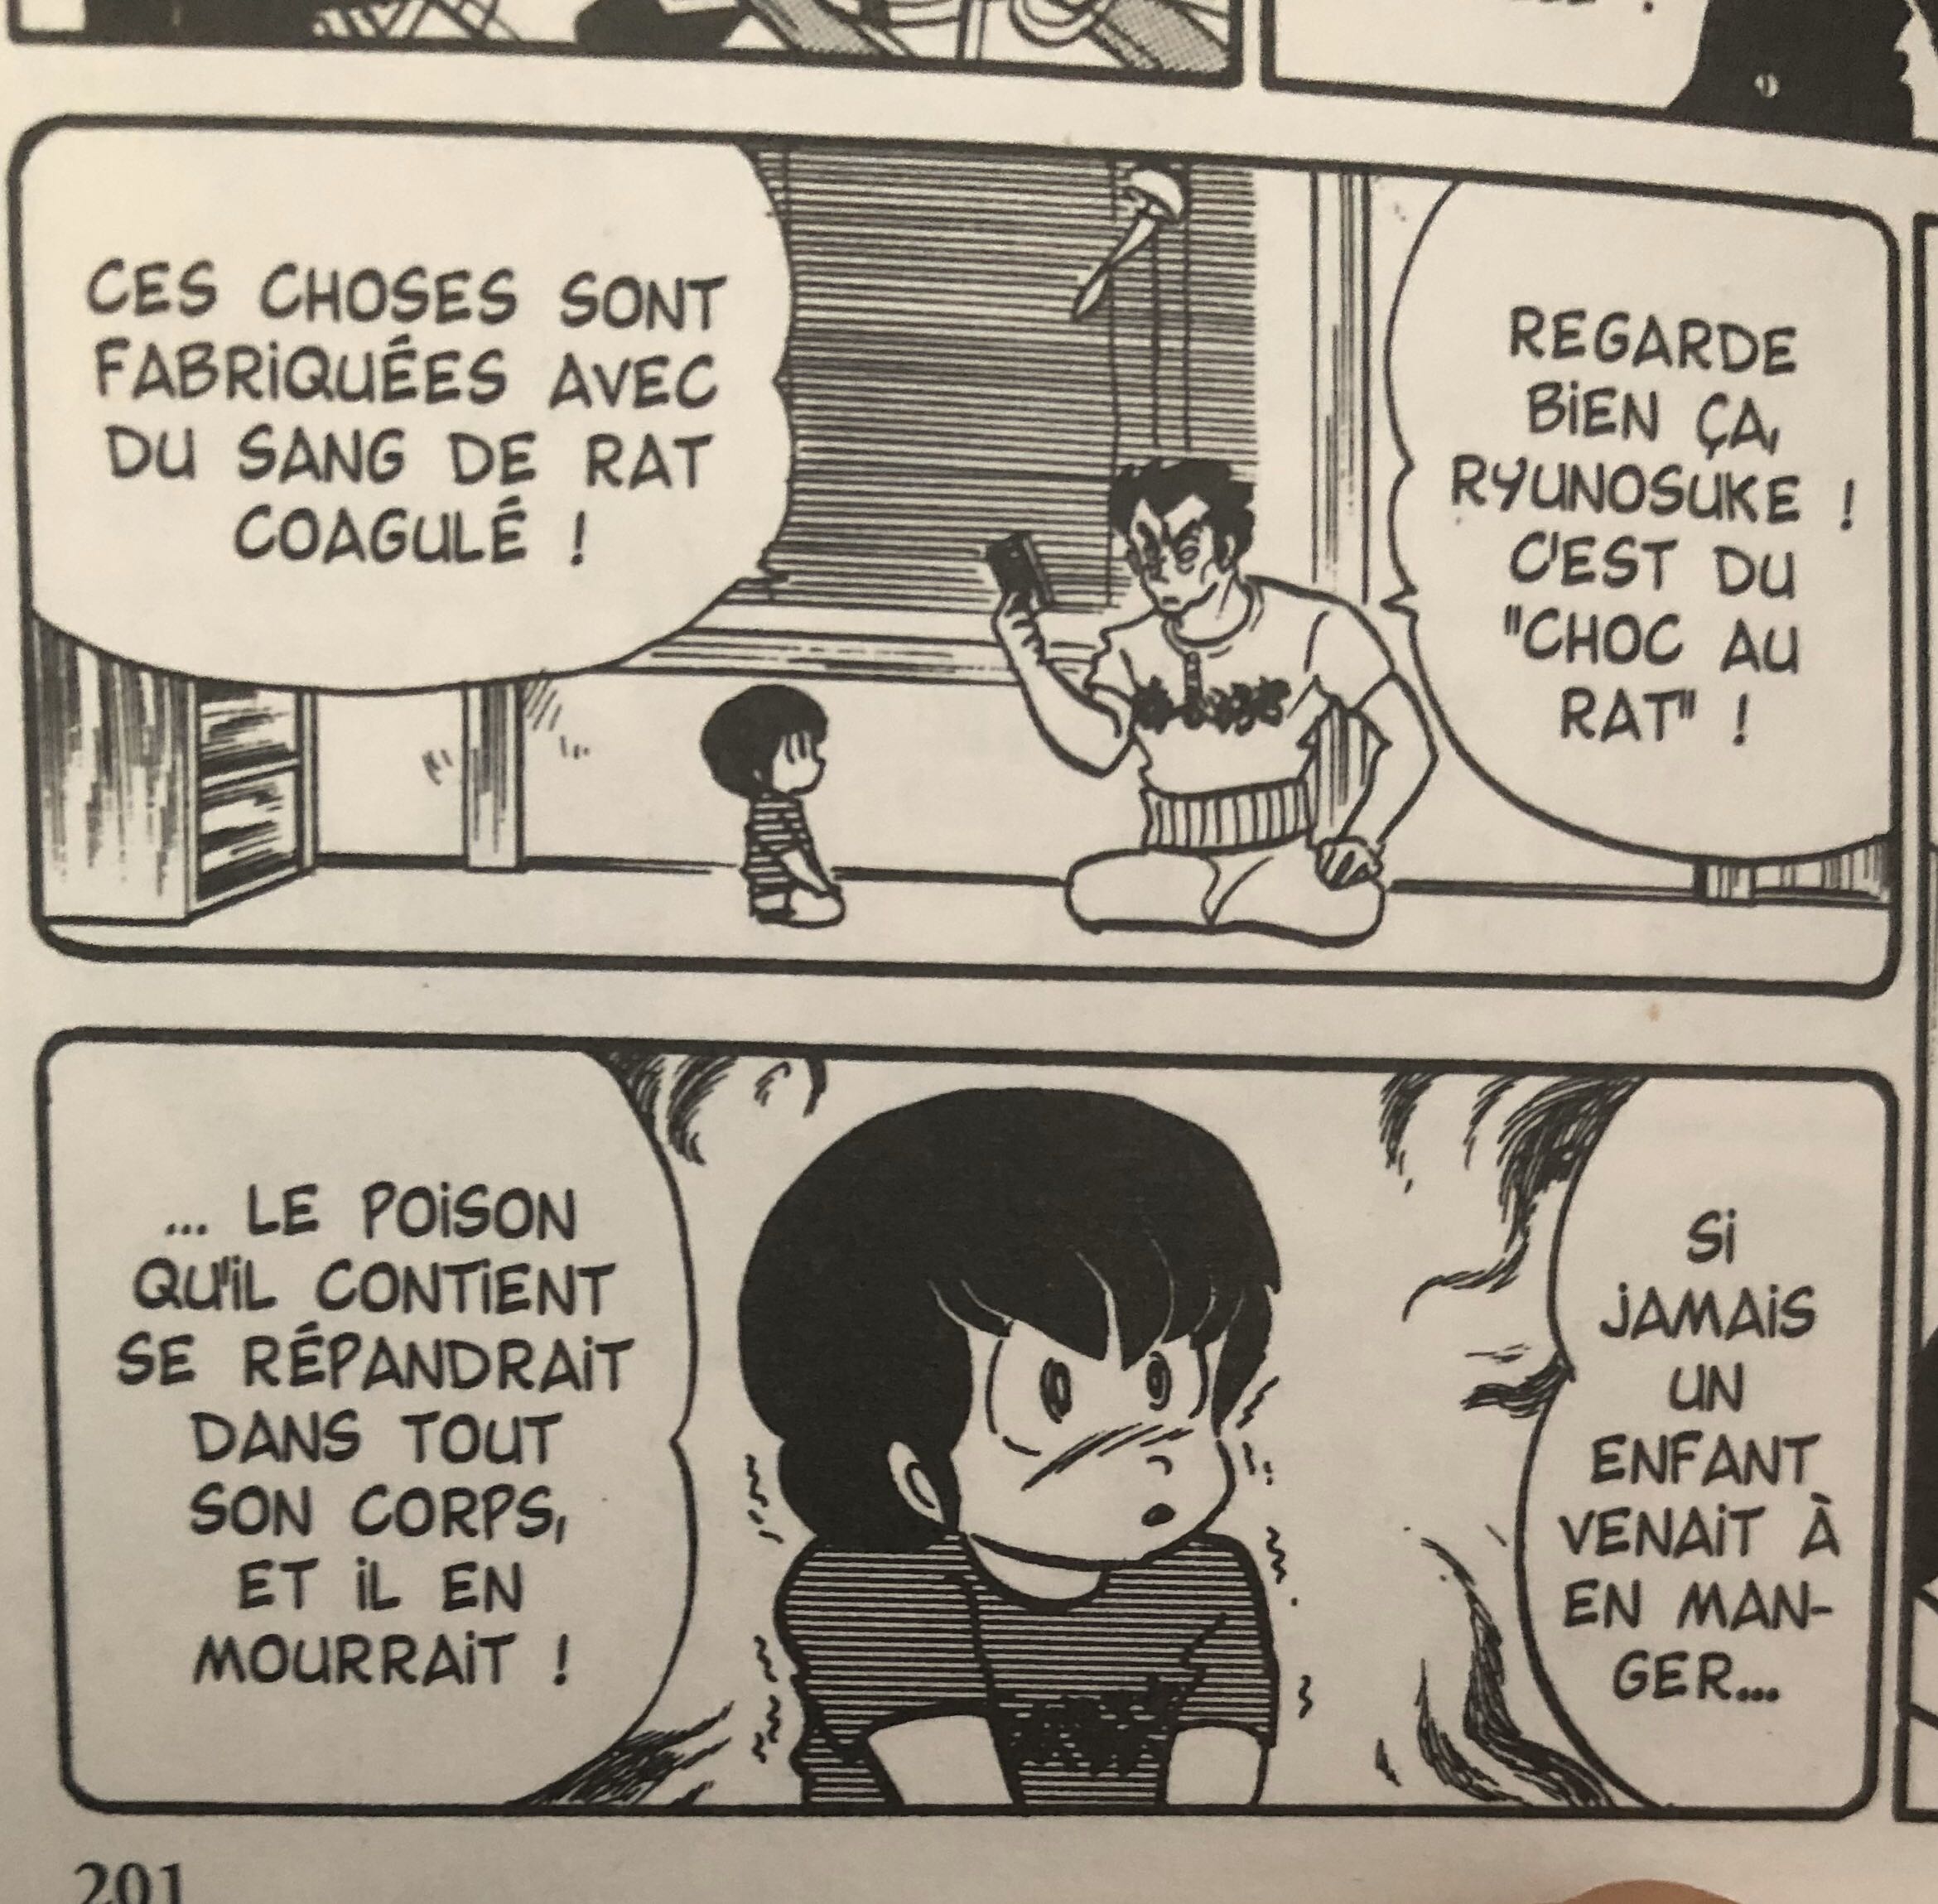 REGARDE
BIEN ÇA,
RYUNOSUKE !
C'EST DU
"CHOC AU
RAT" !
CES CHOSES SONT
FABRIQUÉES AVEC
DU SANG DE RAT
COAGULÉ !
SI
JAMAIS
UN
ENFANT
VENAIT À
EN MAN-
GER...
... LE POISON
QU'IL CONTIENT
SE RÉPANDRAIT
DANS TOUT
SON CORPS,
ET IL EN
MOURRAIT !
201